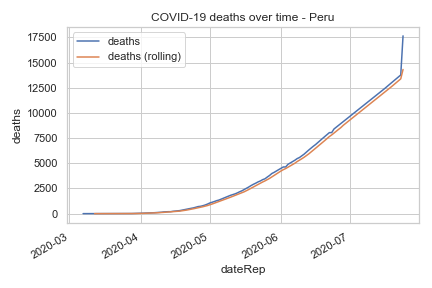 COVID-19 deaths over time - Peru
deaths
deaths (rolling)
17500
15000
12500
10000
7500
5000
2500
0
deaths
2020-03
2020-04
2020-05
2020-06
2020-07
dateRep